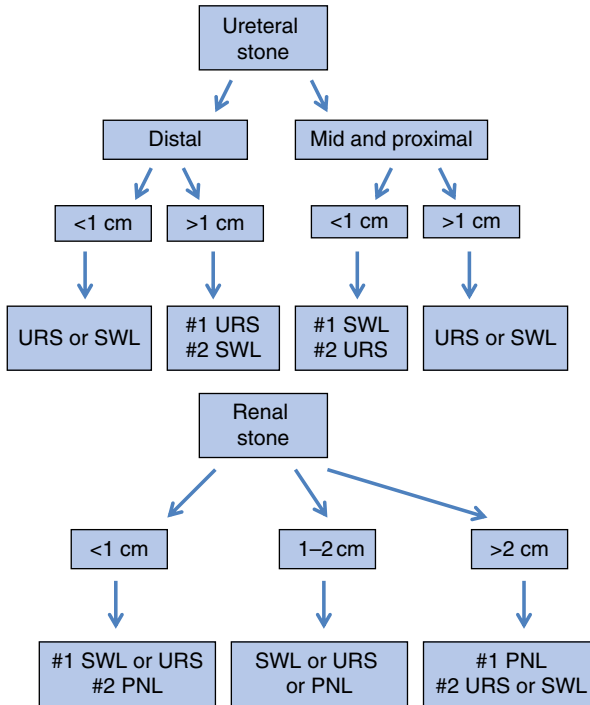 Ureteral
stone
Distal
Mid and proximal
<1 cm
>1 cm
<1 cm
>1 cm
URS or SWL
#1 URS
#2 SWL
#1 SWL
#2 URS
URS or SWL
Renal
stone
<1 cm
1–2 cm
>2 cm
#1 SWL or URS
#2 PNL
SWL or URS
or PNL
#1 PNL
#2 URS or SWL